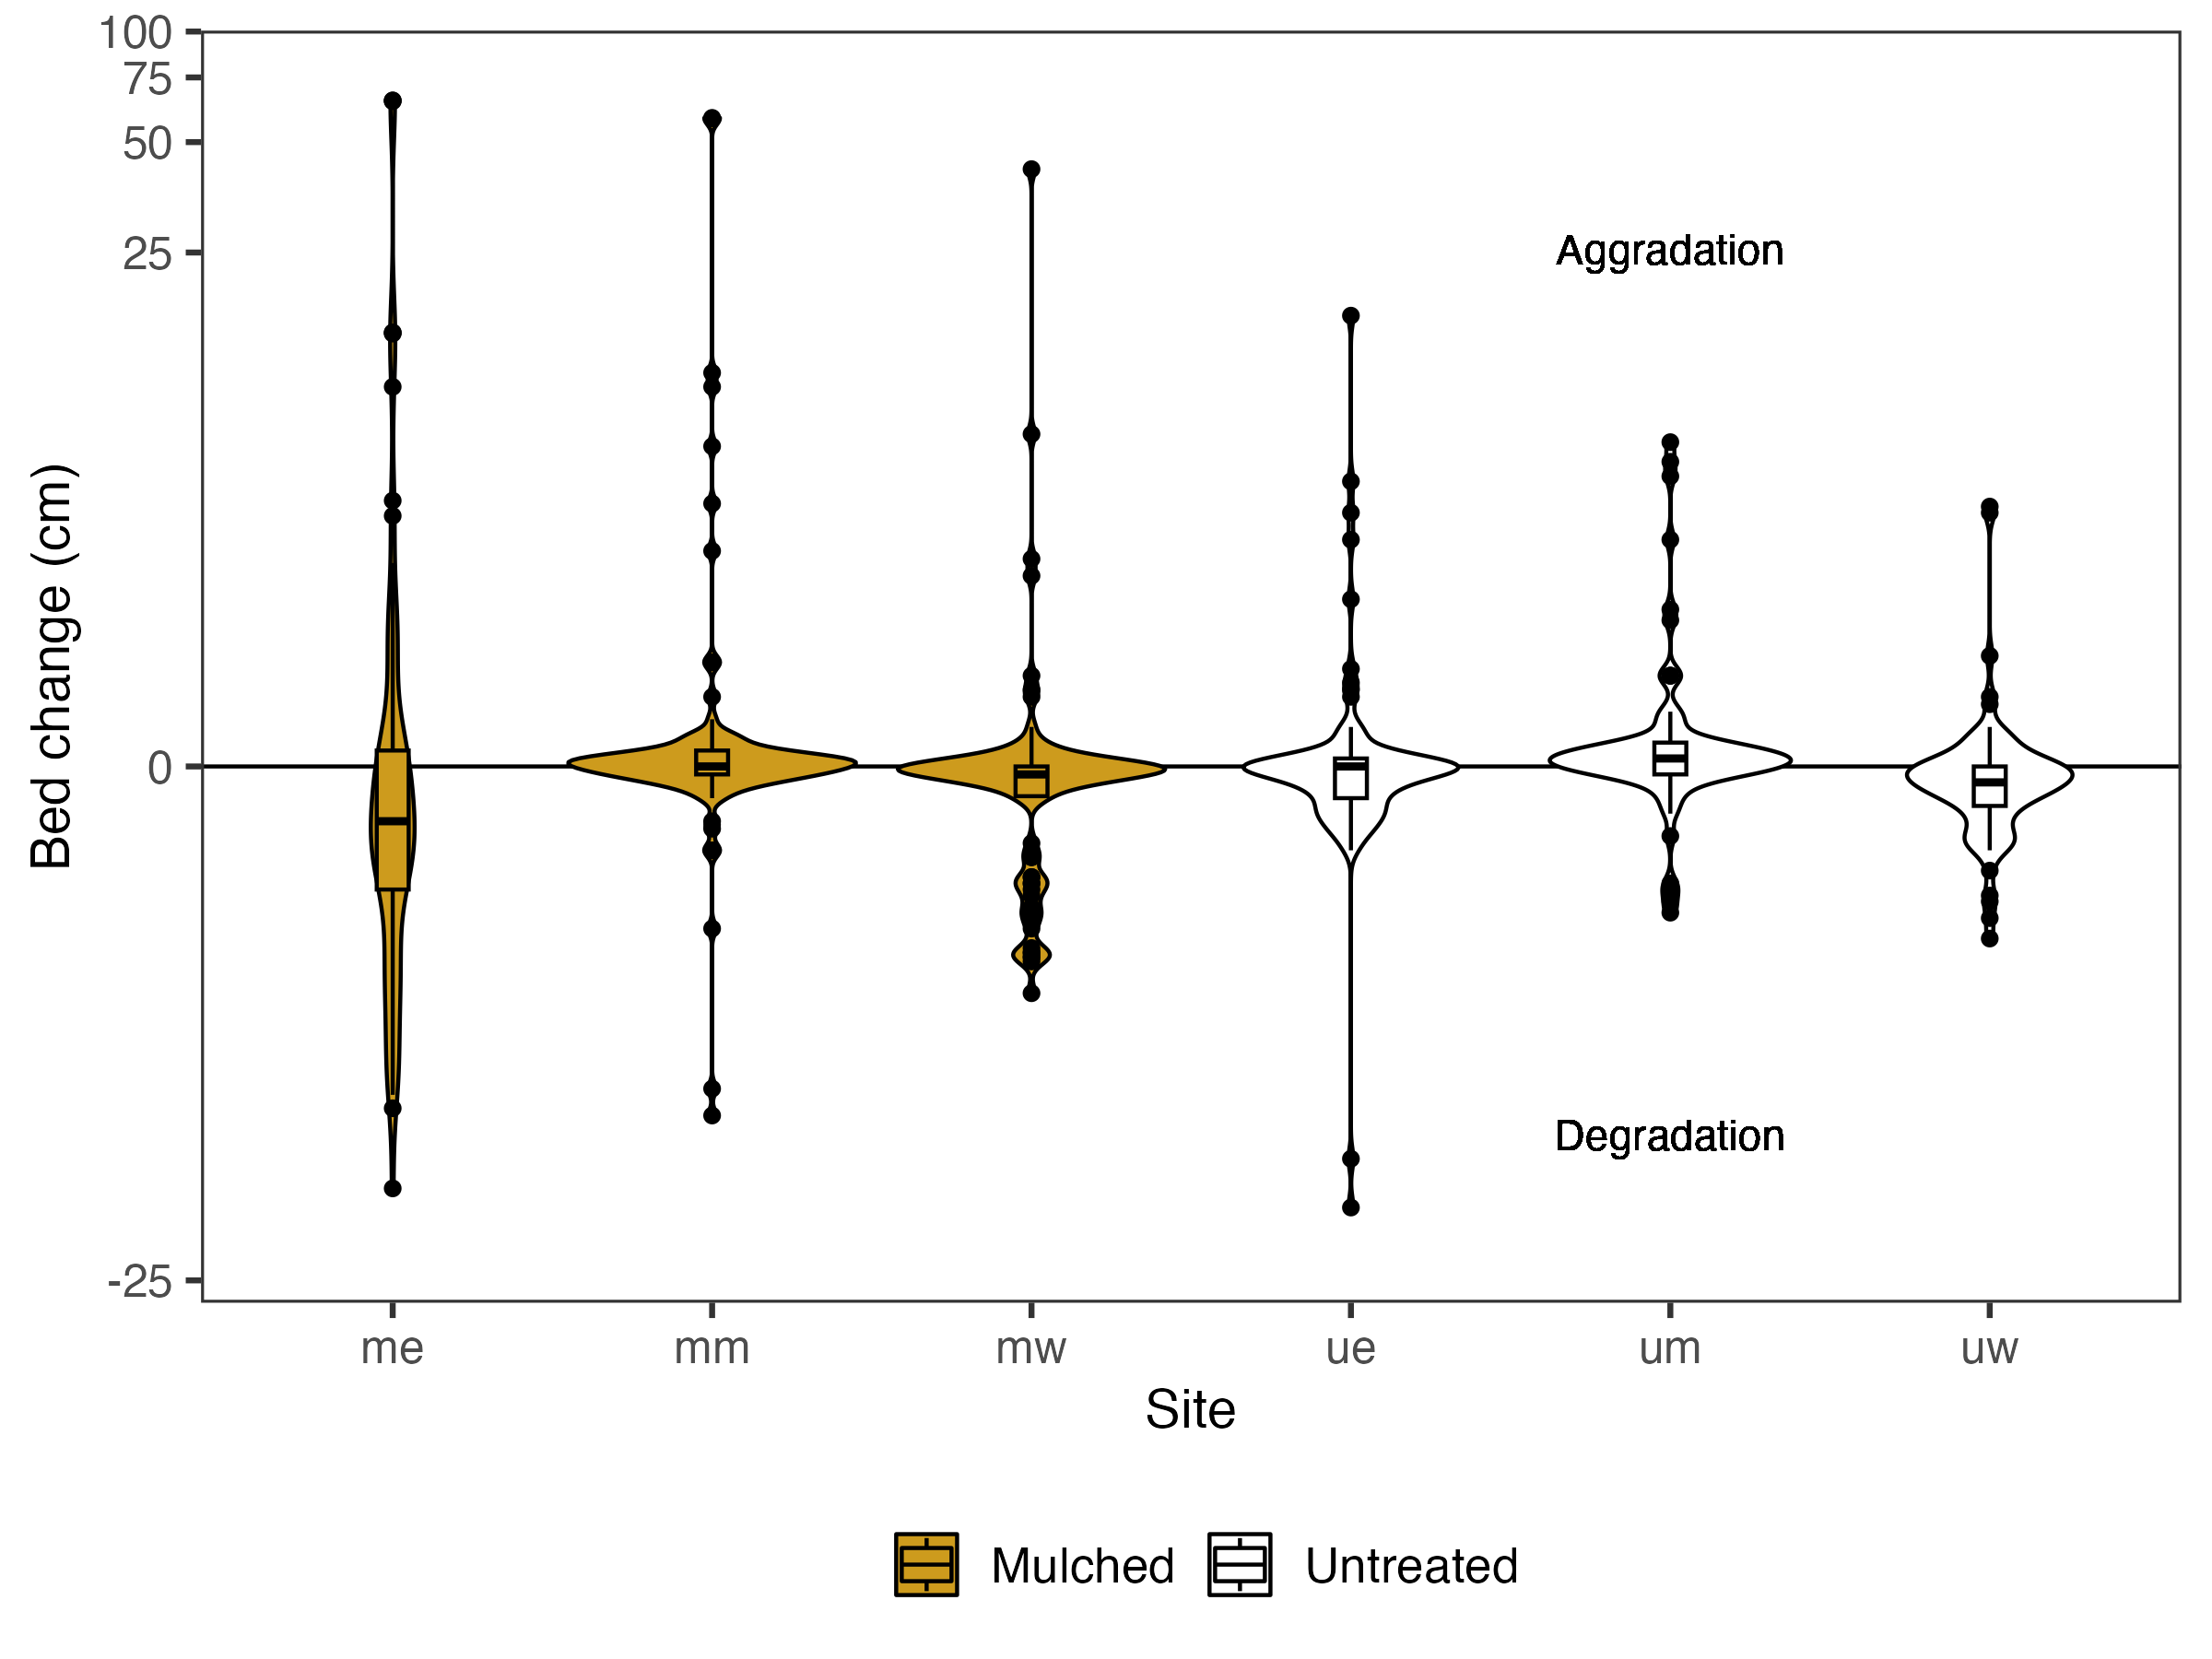 Bed change (cm)
100
75
50
25
0
-25
Aggradation
Degradation
me mm mw ue um uw
Site
Mulched Untreated